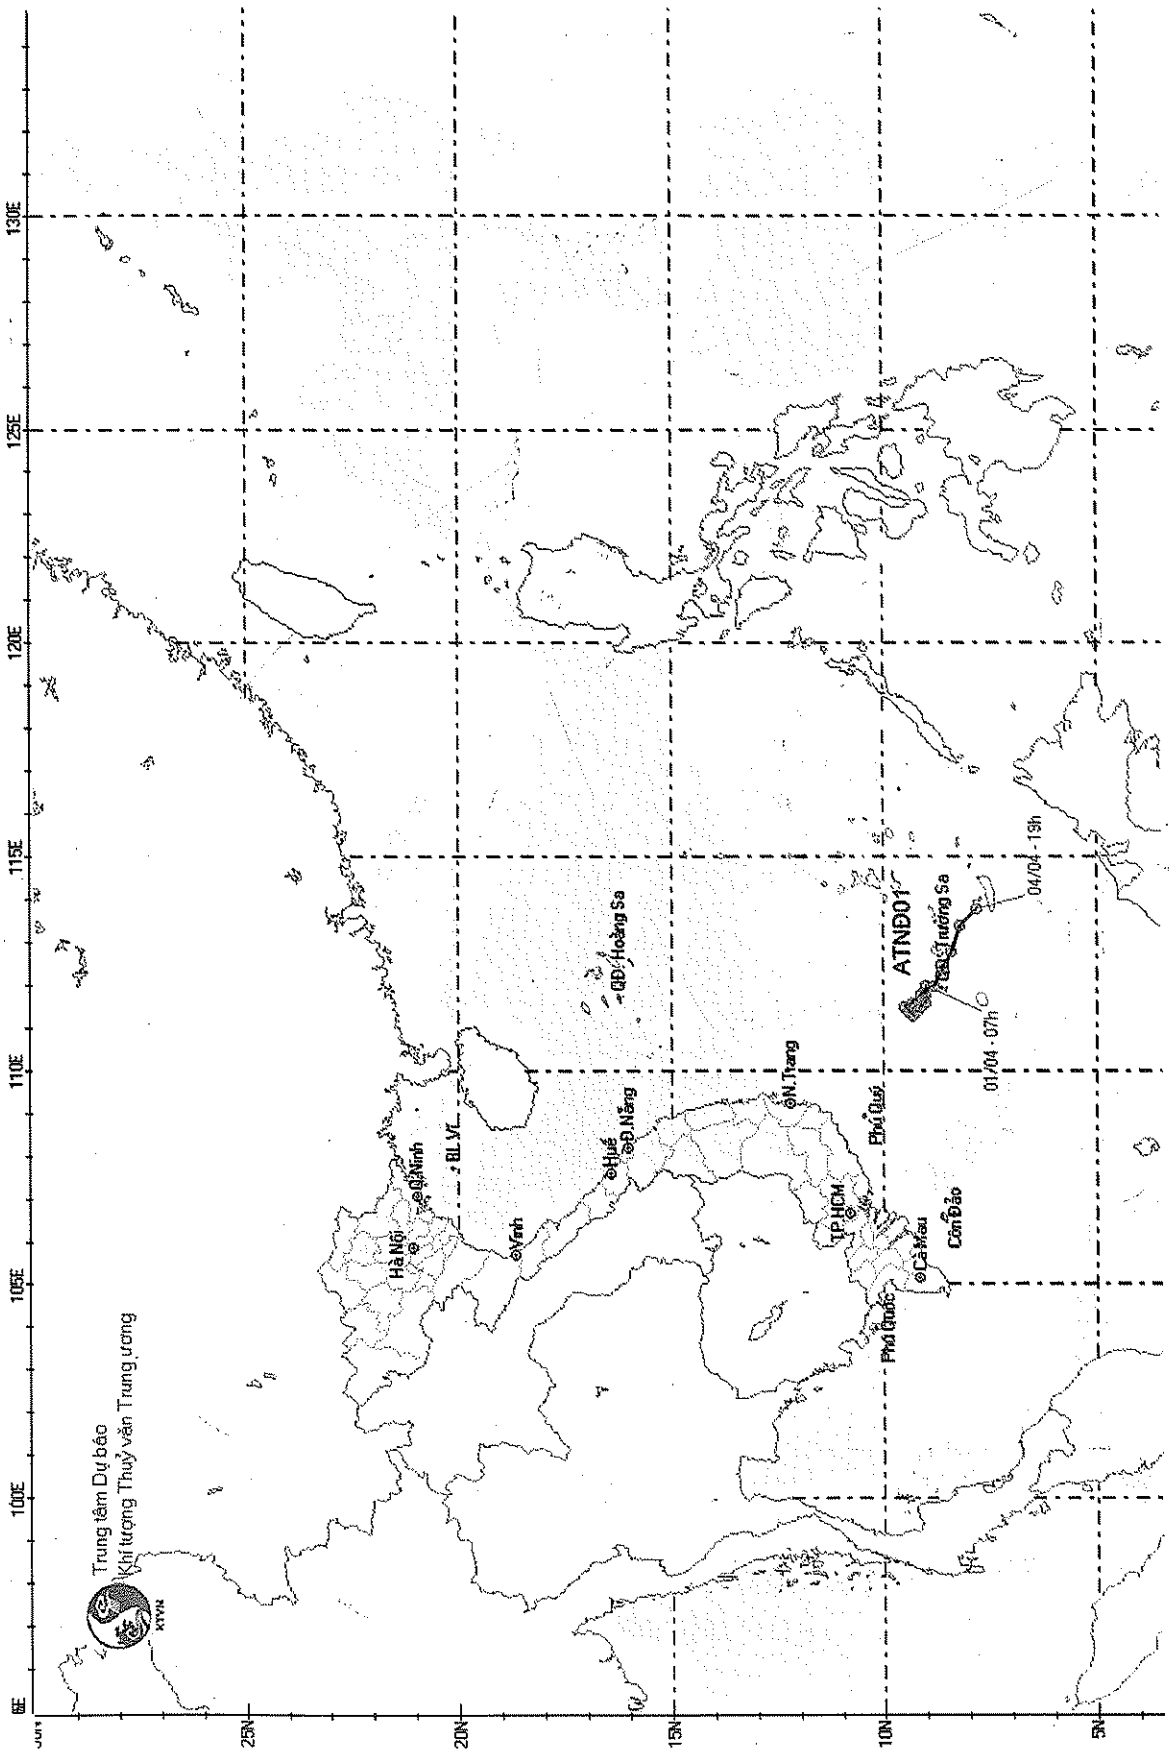 Trung tâm Dự báo
Khí tượng Thuỷ văn Trung ương
KTVN
100E
105E
110E
115E
120E
125E
130E
25N
20N
15N
10N
5N
Hà Nội
Q.Ninh
BLVĩ
Vinh
Huế
Đ.Nẵng
QĐ. Hoàng Sa
N.Trang
TP.HCM
Phú Quí
Phú Quốc
Cà Mau
Côn Đảo
ATNĐ01
Trường Sa
01/04 - 07h
04/04 - 19h